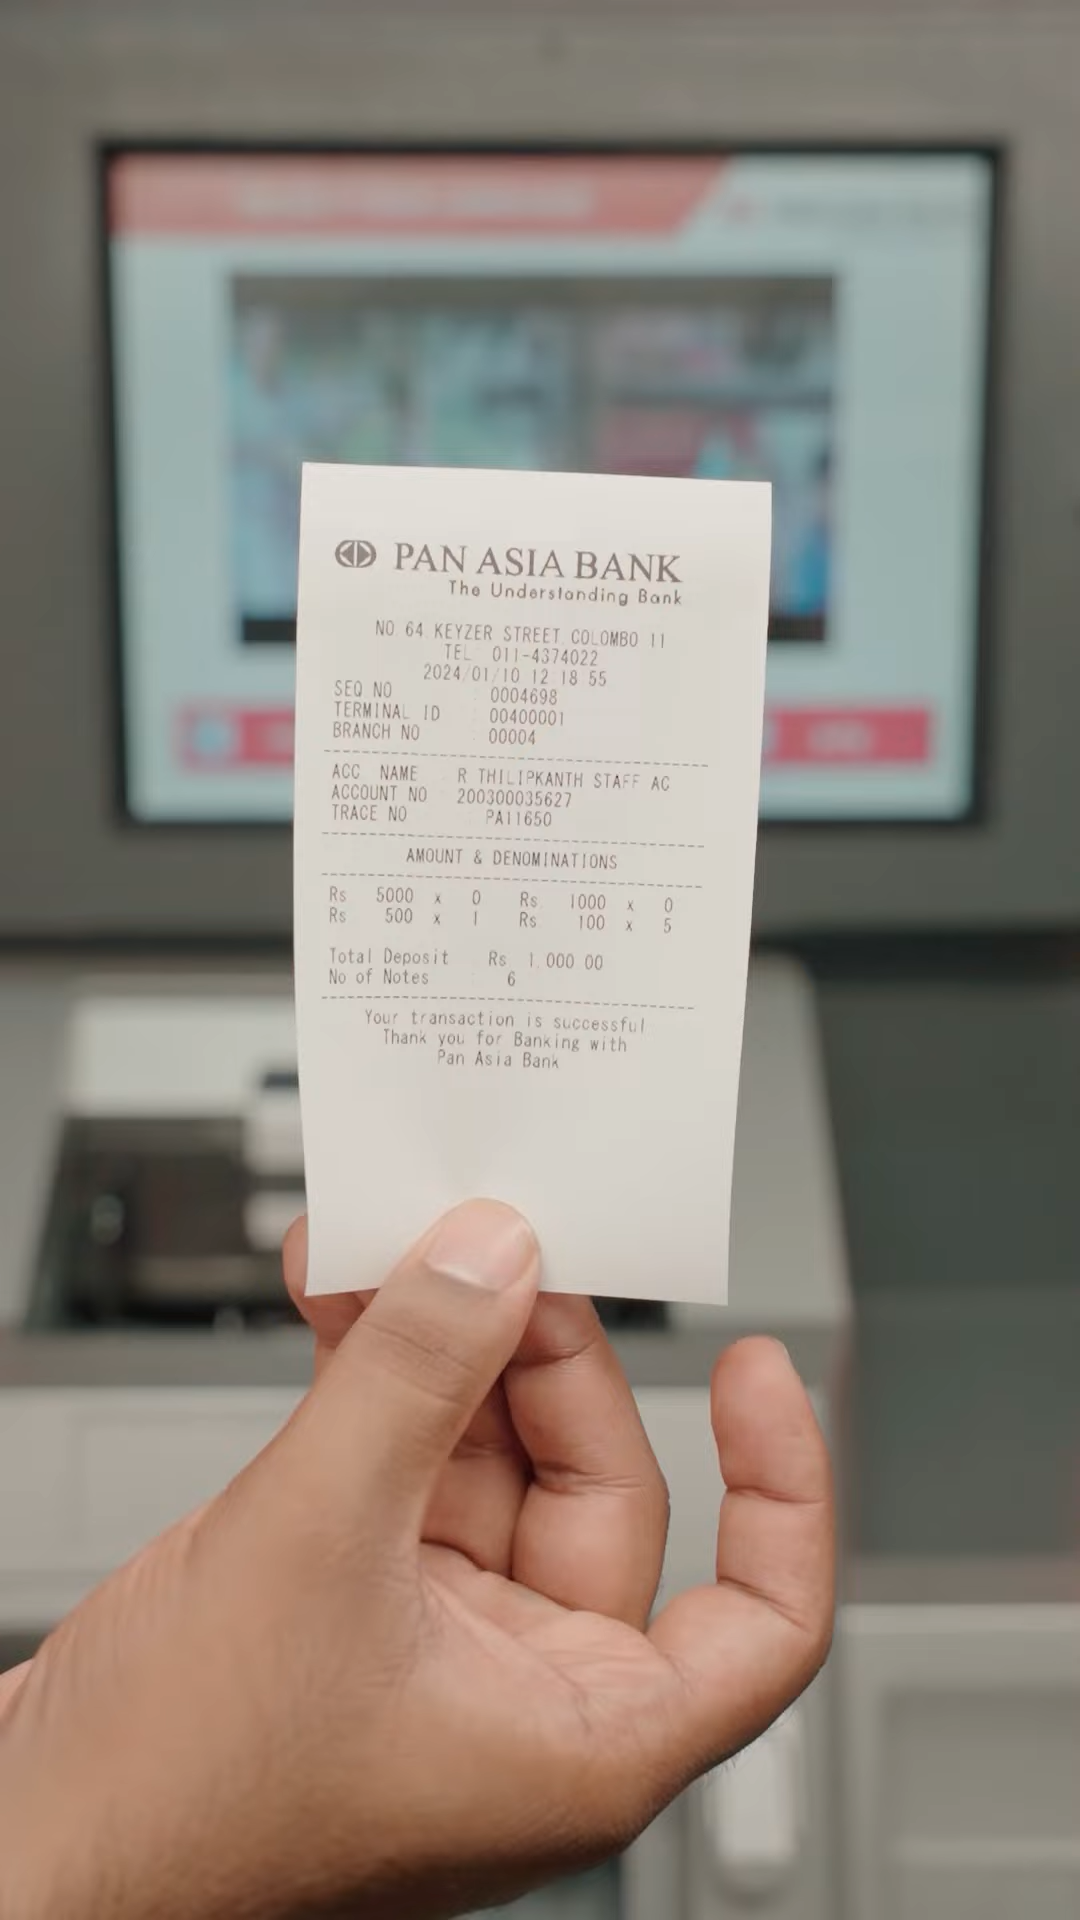 PAN ASIA BANK
The Understanding Bank
NO 64 KEYZER STREET COLOMBO 11
TEL 011-4374022
2024/01/10 12 18 55
SEQ NO : 0004698
TERMINAL ID : 00400001
BRANCH NO : 00004
ACC NAME R THILIPKANTH STAFF AC
ACCOUNT NO 200300035627
TRACE NO : PA11650
AMOUNT & DENOMINATIONS
Rs 5000 x 0 Rs 1000 x 0
Rs 500 x 1 Rs 100 x 5
Total Deposit Rs 1,000 00
No of Notes : 6
Your transaction is successful
Thank you for Banking with
Pan Asia Bank